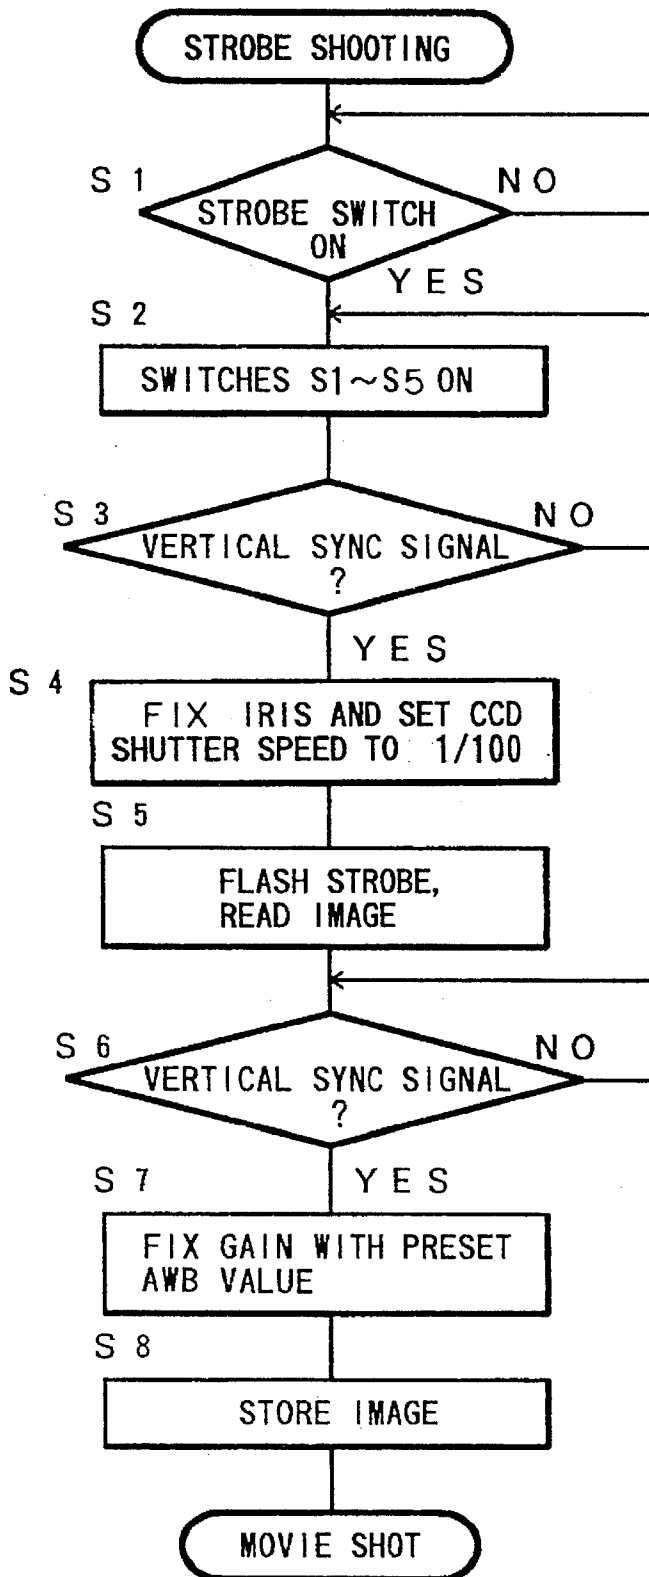 STROBE SHOOTING
S 1
NO
STROBE SWITCH
ON
YES
S 2
SWITCHES S1~S5 ON
S 3
NO
VERTICAL SYNC SIGNAL
?
YES
S 4
FIX IRIS AND SET CCD
SHUTTER SPEED TO 1/100
S 5
FLASH STROBE,
READ IMAGE
S 6
NO
VERTICAL SYNC SIGNAL
?
S 7
YES
FIX GAIN WITH PRESET
AWB VALUE
S 8
STORE IMAGE
MOVIE SHOT